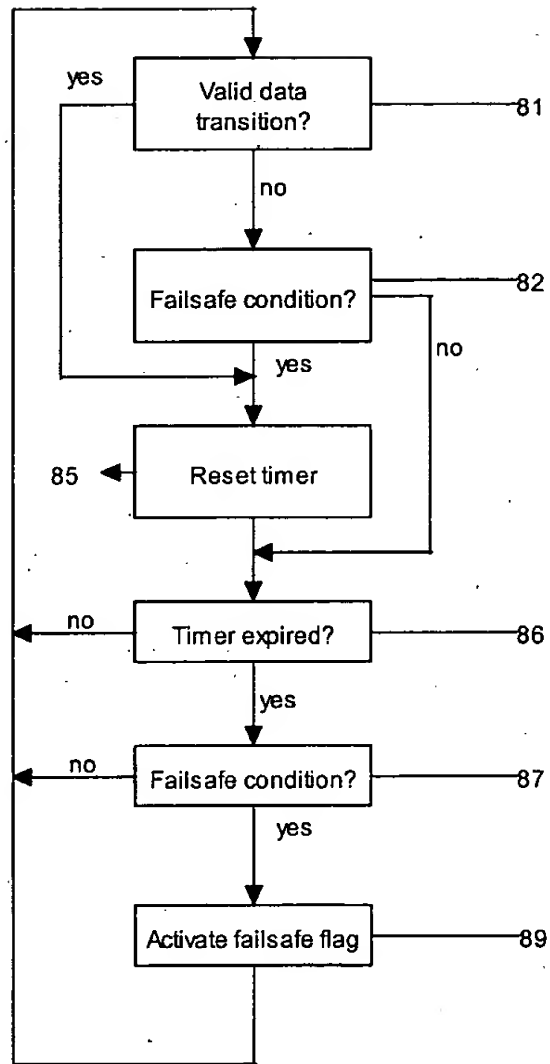 yes
Valid data
transition?
81
no
Failsafe condition?
82
no
yes
85
Reset timer
no
Timer expired?
86
yes
no
Failsafe condition?
87
yes
Activate failsafe flag
89